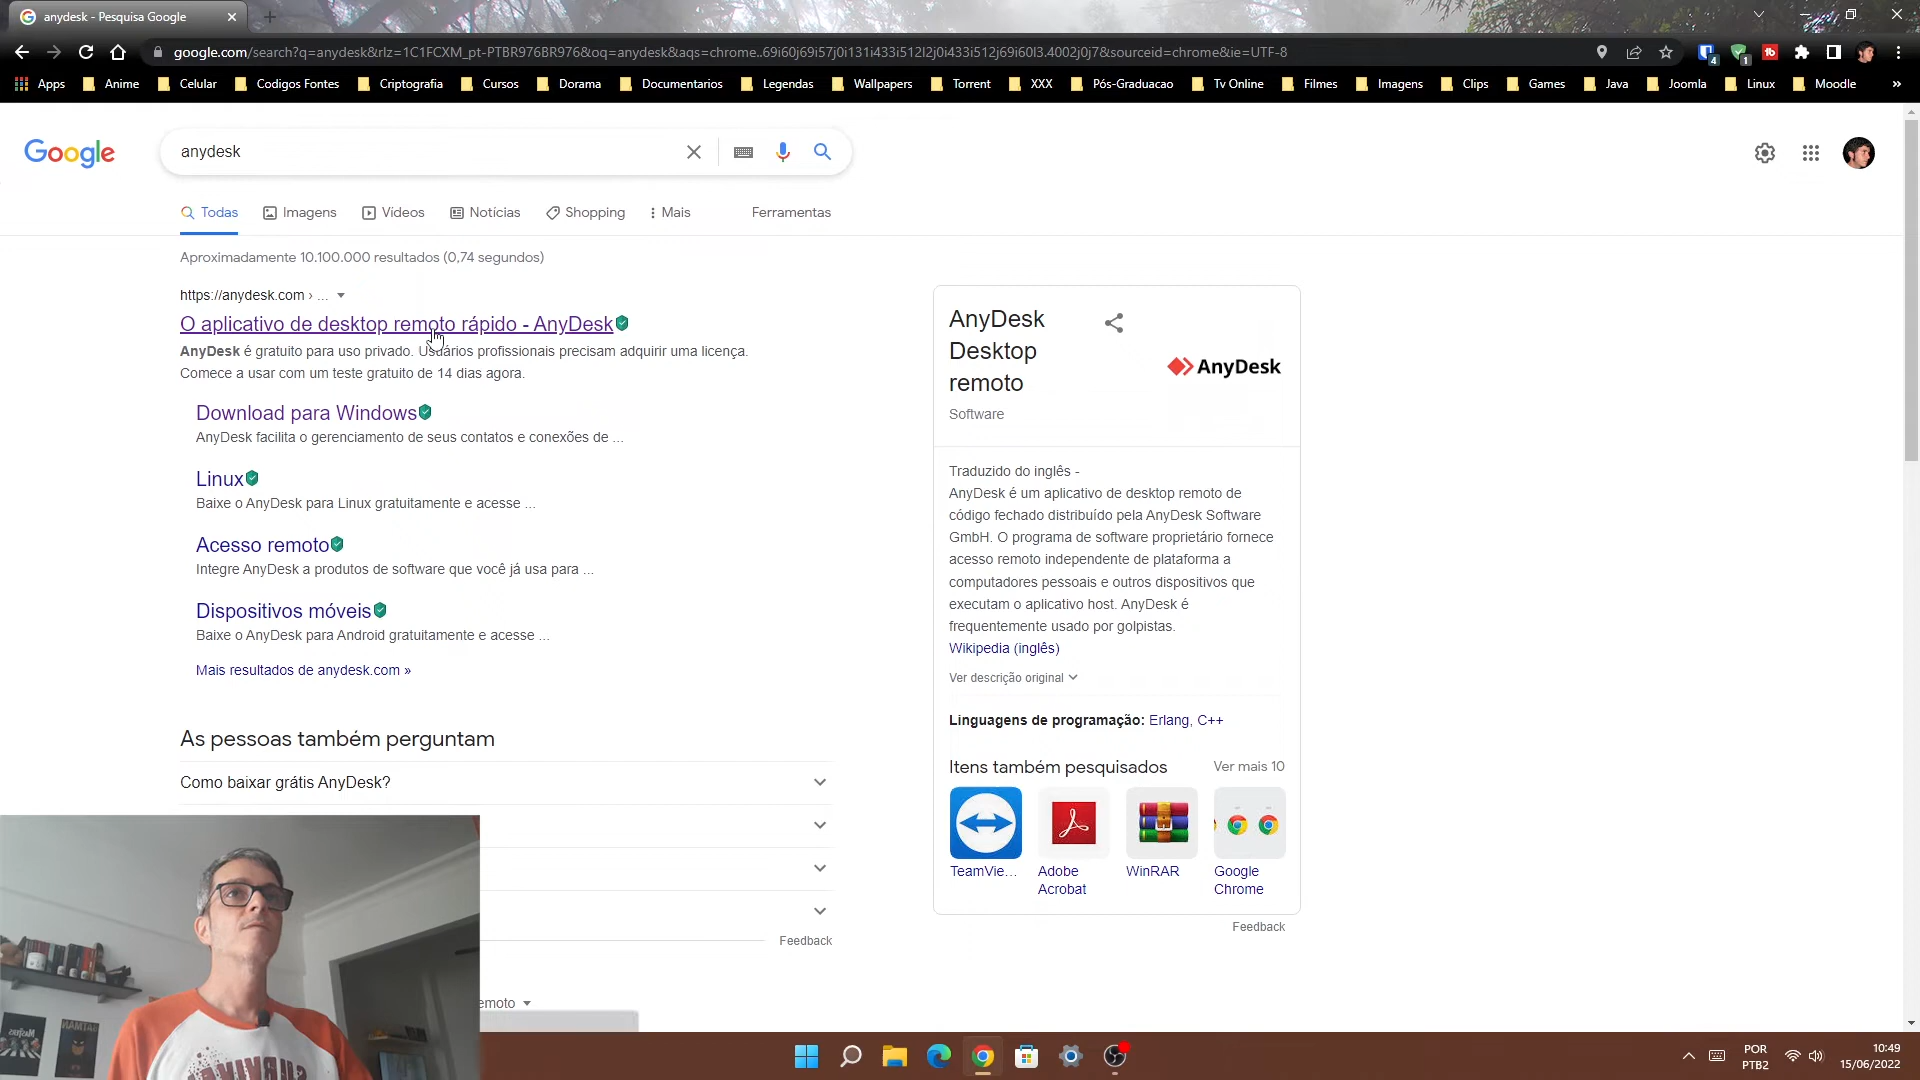 anydesk - Pesquisa Google
google.com/search?q=anydesk&rlz=1C1FCXM_pt-PTBR976BR976&oq=anydesk&aqs=chrome..69i60j69i57j0i131i433i512l2j0i433i512j69i60l3.4002j0j7&sourceid=chrome&ie=UTF-8
Apps Anime Celular Codigos Fontes Criptografia Cursos Dorama Documentarios Legendas Wallpapers Torrent XXX Pós-Graduacao Tv Online Filmes Imagens Clips Games Java Joomla Linux Moodle »
Google
anydesk
Todas Imagens Vídeos Notícias Shopping Mais Ferramentas
Aproximadamente 10.100.000 resultados (0,74 segundos)
https://anydesk.com › ...
O aplicativo de desktop remoto rápido - AnyDesk
AnyDesk é gratuito para uso privado. Usuários profissionais precisam adquirir uma licença.
Comece a usar com um teste gratuito de 14 dias agora.
Download para Windows
AnyDesk facilita o gerenciamento de seus contatos e conexões de ...
Linux
Baixe o AnyDesk para Linux gratuitamente e acesse ...
Acesso remoto
Integre AnyDesk a produtos de software que você já usa para ...
Dispositivos móveis
Baixe o AnyDesk para Android gratuitamente e acesse ...
Mais resultados de anydesk.com »
As pessoas também perguntam
Como baixar grátis AnyDesk?
Feedback
emoto
AnyDesk
Desktop
remoto
Software
AnyDesk
Traduzido do inglês -
AnyDesk é um aplicativo de desktop remoto de
código fechado distribuído pela AnyDesk Software
GmbH. O programa de software proprietário fornece
acesso remoto independente de plataforma a
computadores pessoais e outros dispositivos que
executam o aplicativo host. AnyDesk é
frequentemente usado por golpistas.
Wikipedia (inglês)
Ver descrição original
Linguagens de programação: Erlang, C++
Itens também pesquisados Ver mais 10
TeamVie...
Adobe
Acrobat
WinRAR
Google
Chrome
Feedback
POR
PTB2
10:49
15/06/2022